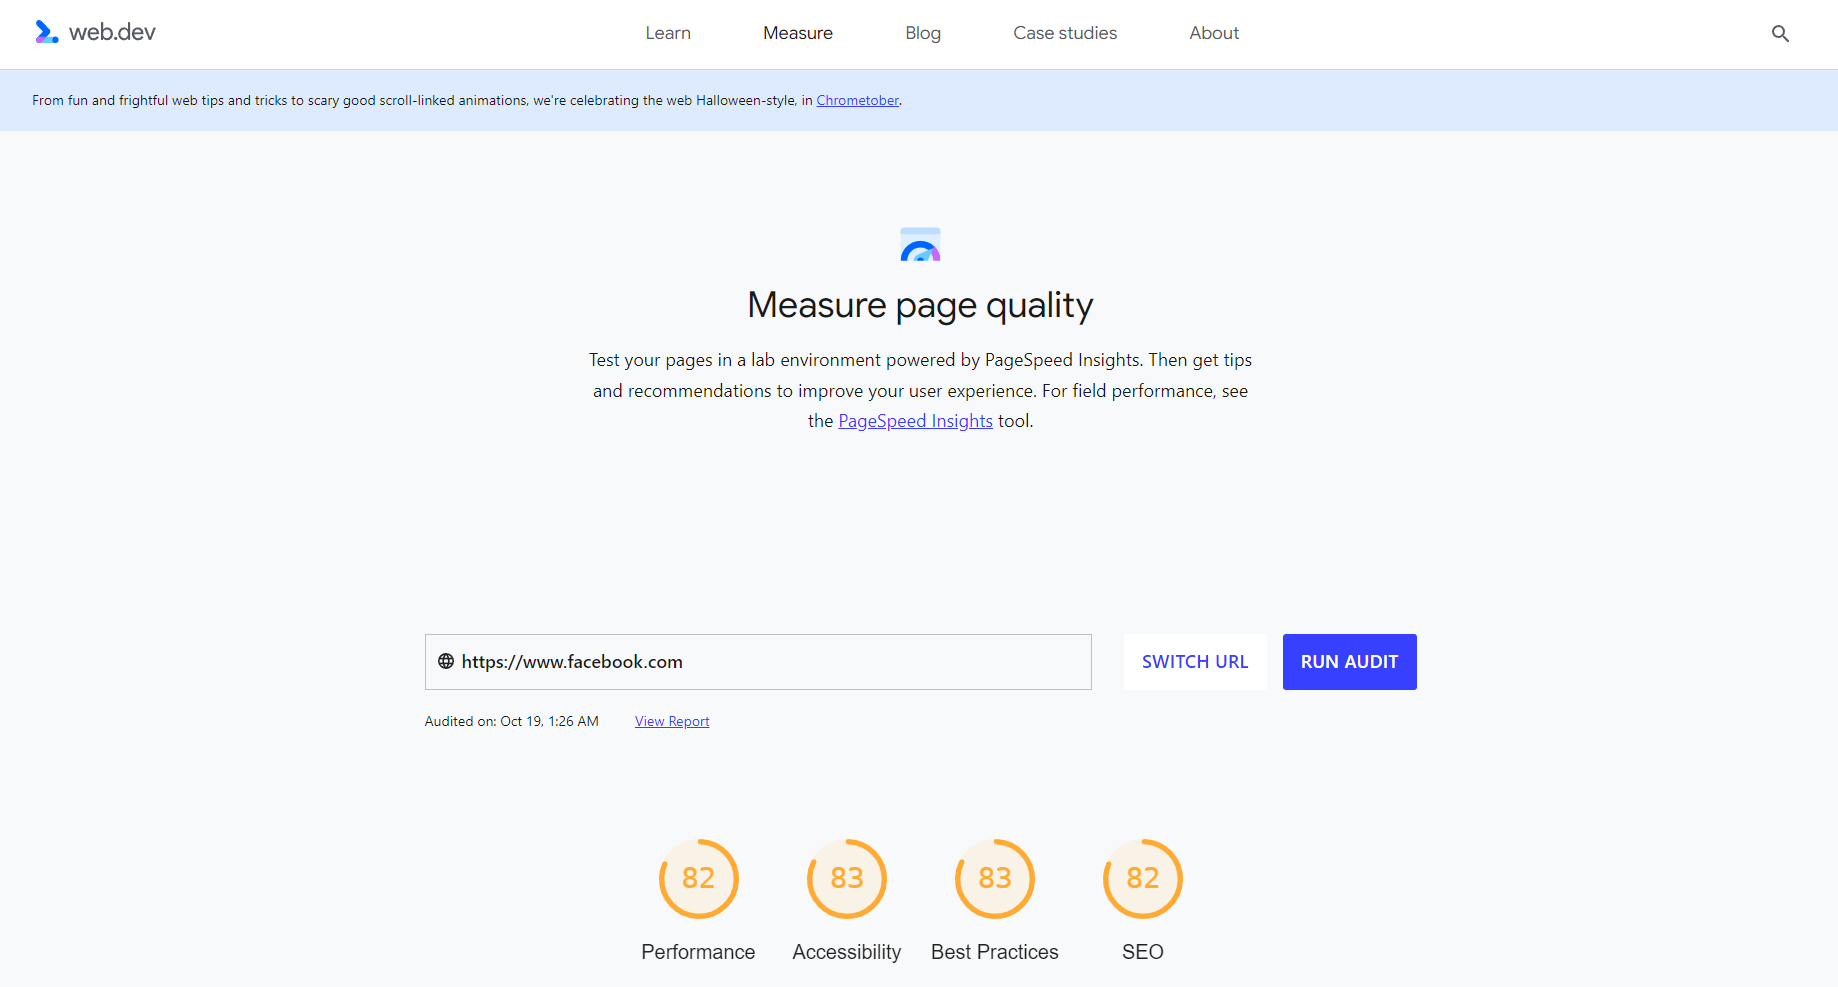 web.dev
Learn
Measure
Blog
Case studies
About
From fun and frightful web tips and tricks to scary good scroll-linked animations, we're celebrating the web Halloween-style, in Chrometober.
Measure page quality
Test your pages in a lab environment powered by PageSpeed Insights. Then get tips
and recommendations to improve your user experience. For field performance, see
the PageSpeed Insights tool.
https://www.facebook.com
SWITCH URL
RUN AUDIT
Audited on: Oct 19, 1:26 AM
View Report
82
83
83
82
Performance
Accessibility
Best Practices
SEO